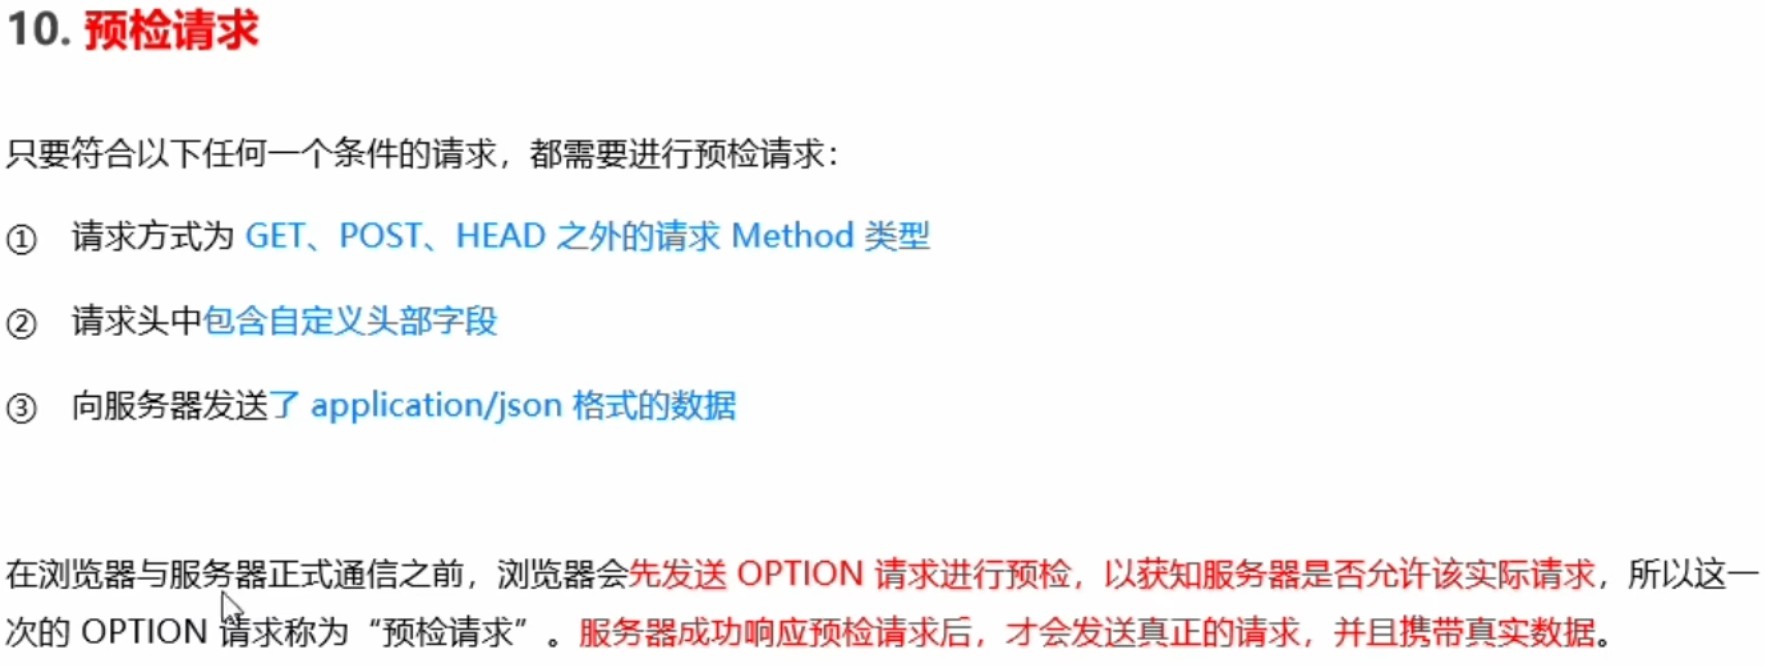 10. 预检请求
只要符合以下任何一个条件的请求，都需要进行预检请求：
① 请求方式为 GET、POST、HEAD 之外的请求 Method 类型
② 请求头中包含自定义头部字段
③ 向服务器发送了 application/json 格式的数据
在浏览器与服务器正式通信之前，浏览器会先发送 OPTION 请求进行预检，以获知服务器是否允许该实际请求，所以这一
次的 OPTION 请求称为“预检请求”。服务器成功响应预检请求后，才会发送真正的请求，并且携带真实数据。